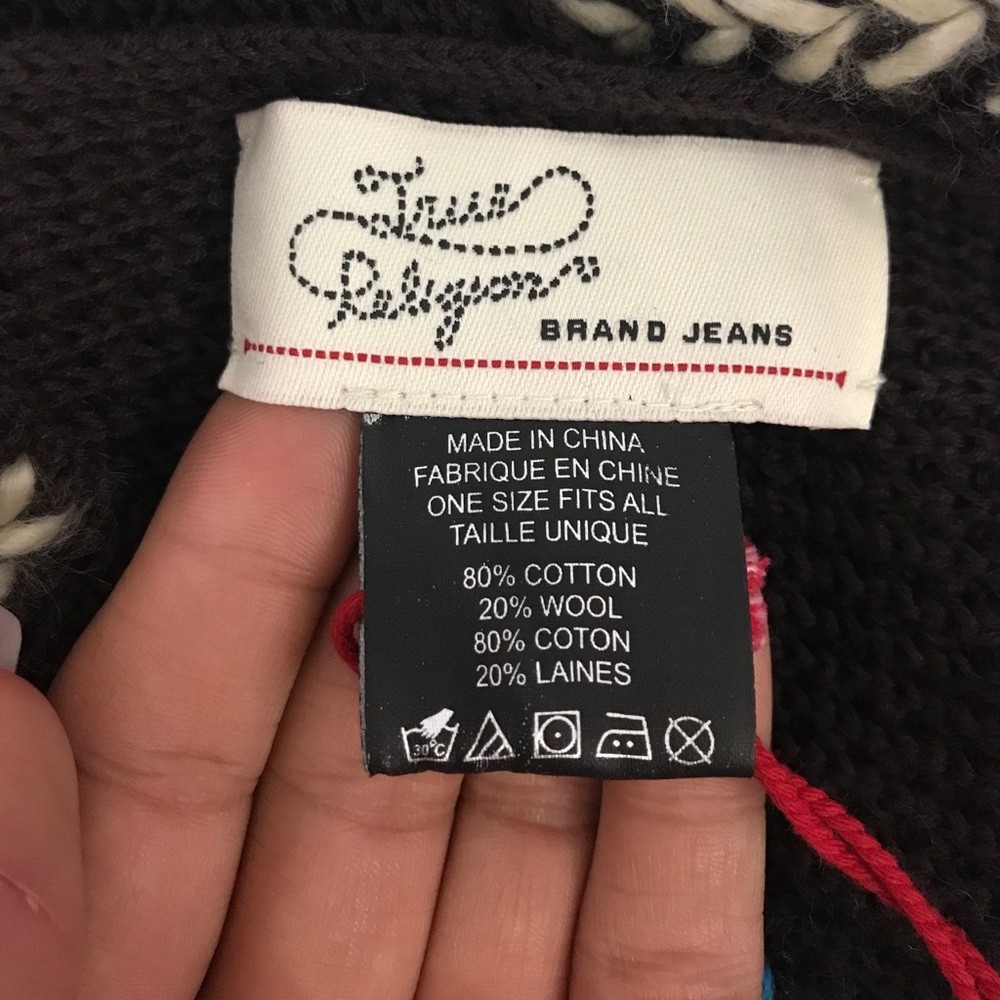 True
Religion
BRAND JEANS
MADE IN CHINA
FABRIQUE EN CHINE
ONE SIZE FITS ALL
TAILLE UNIQUE
80% COTTON
20% WOOL
80% COTON
20% LAINES
30°C